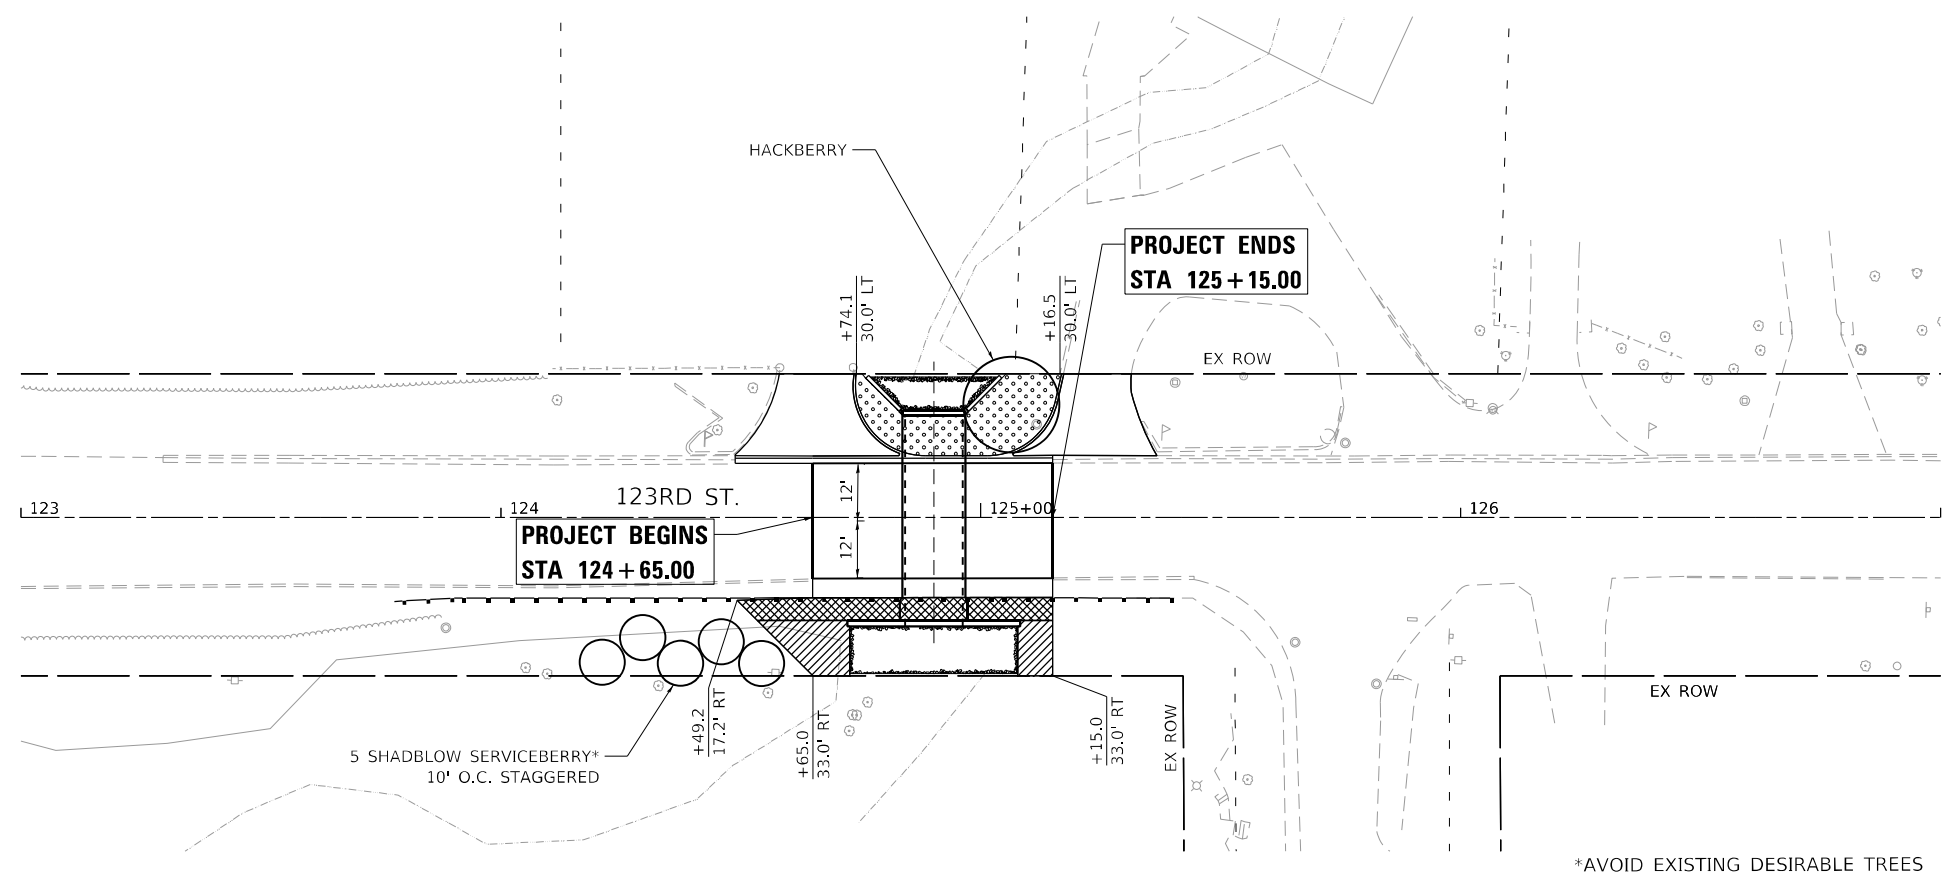 HACKBERRY
PROJECT ENDS
STA 125+15.00
+74.1
30.0' LT
+16.5
30.0' LT
EX ROW
123RD ST.
12'
12'
123
124
125+00
126
PROJECT BEGINS
STA 124+65.00
+49.2
17.2' RT
+65.0
33.0' RT
+15.0
33.0' RT
EX ROW
EX ROW
5 SHADBLOW SERVICEBERRY*
10' O.C. STAGGERED
*AVOID EXISTING DESIRABLE TREES